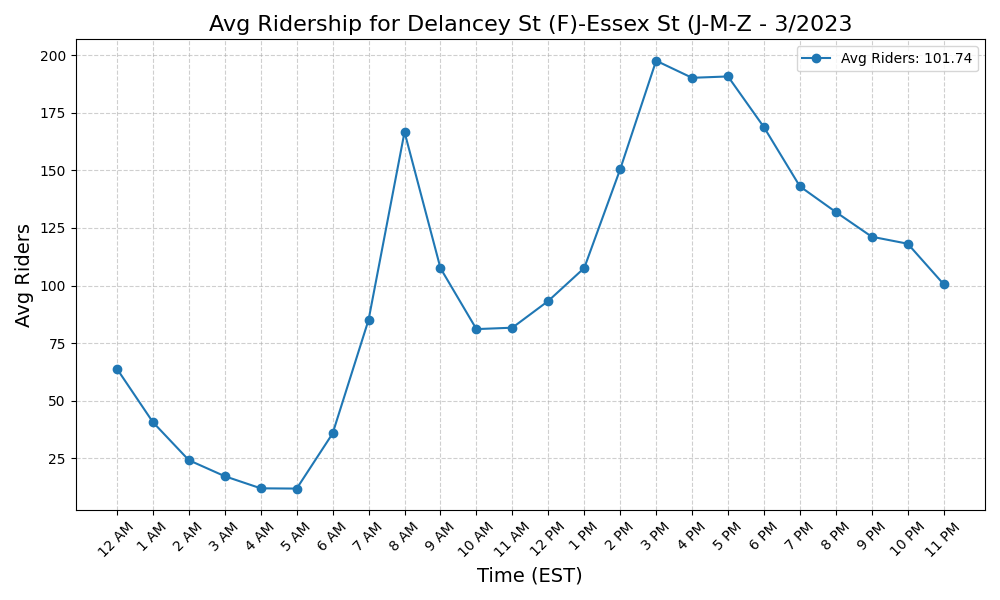 Avg Ridership for Delancey St (F)-Essex St (J-M-Z - 3/2023
Avg Riders: 101.74
Avg Riders
200
175
150
125
100
75
50
25
12 AM
1 AM
2 AM
3 AM
4 AM
5 AM
6 AM
7 AM
8 AM
9 AM
10 AM
11 AM
12 PM
1 PM
2 PM
3 PM
4 PM
5 PM
6 PM
7 PM
8 PM
9 PM
10 PM
11 PM
Time (EST)